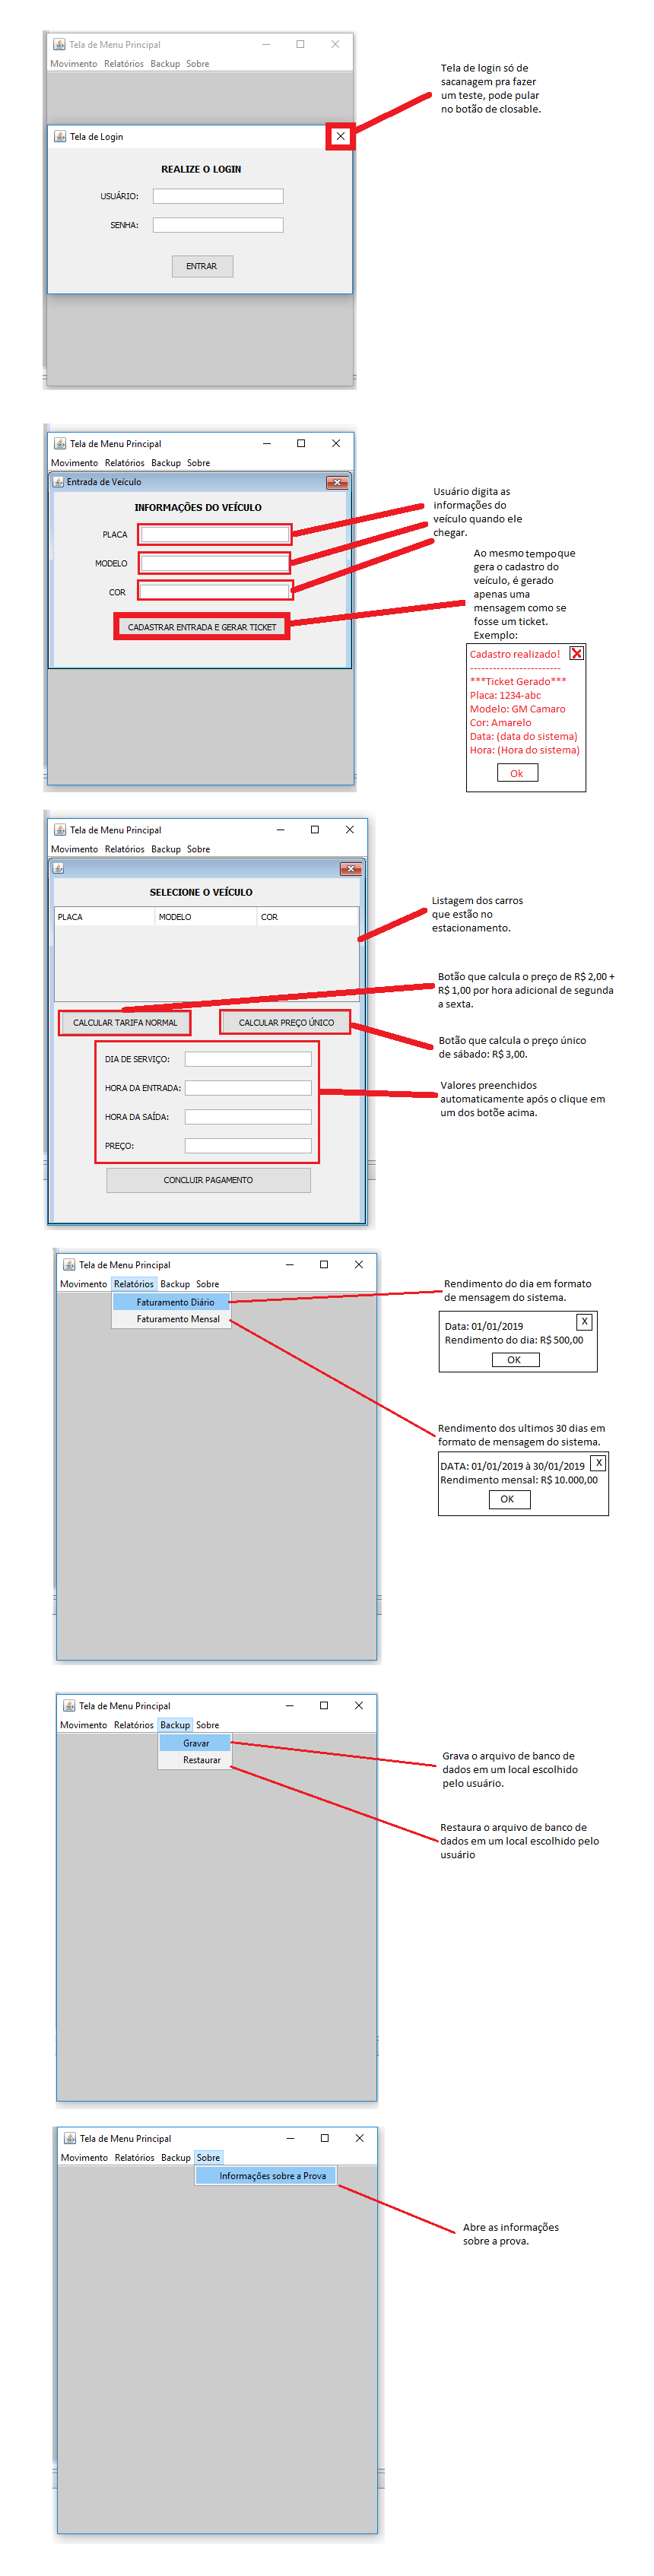 Tela de Menu Principal
Movimento Relatórios Backup Sobre
Tela de Login
REALIZE O LOGIN
USUÁRIO:
SENHA:
ENTRAR
Tela de login só de
sacanagem pra fazer
um teste, pode pular
no botão de closable.
Tela de Menu Principal
Movimento Relatórios Backup Sobre
Entrada de Veículo
INFORMAÇÕES DO VEÍCULO
PLACA
MODELO
COR
CADASTRAR ENTRADA E GERAR TICKET
Usuário digita as
informações do
veículo quando ele
chegar.
Ao mesmo tempo que
gera o cadastro do
veículo, é gerado
apenas uma
mensagem como se
fosse um ticket.
Exemplo:
Cadastro realizado! X
------------------------
***Ticket Gerado***
Placa: 1234-abc
Modelo: GM Camaro
Cor: Amarelo
Data: (data do sistema)
Hora: (Hora do sistema)
Ok
Tela de Menu Principal
Movimento Relatórios Backup Sobre
SELECIONE O VEÍCULO
PLACA MODELO COR
CALCULAR TARIFA NORMAL CALCULAR PREÇO ÚNICO
DIA DE SERVIÇO:
HORA DA ENTRADA:
HORA DA SAÍDA:
PREÇO:
CONCLUIR PAGAMENTO
Listagem dos carros
que estão no
estacionamento.
Botão que calcula o preço de R$ 2,00 +
R$ 1,00 por hora adicional de segunda
a sexta.
Botão que calcula o preço único
de sábado: R$ 3,00.
Valores preenchidos
automaticamente após o clique em
um dos botõe acima.
Tela de Menu Principal
Movimento Relatórios Backup Sobre
Faturamento Diário
Faturamento Mensal
Rendimento do dia em formato
de mensagem do sistema.
Data: 01/01/2019 X
Rendimento do dia: R$ 500,00
OK
Rendimento dos ultimos 30 dias em
formato de mensagem do sistema.
DATA: 01/01/2019 à 30/01/2019 X
Rendimento mensal: R$ 10.000,00
OK
Tela de Menu Principal
Movimento Relatórios Backup Sobre
Gravar
Restaurar
Grava o arquivo de banco de
dados em um local escolhido
pelo usuário.
Restaura o arquivo de banco de
dados em um local escolhido pelo
usuário
Tela de Menu Principal
Movimento Relatórios Backup Sobre
Informações sobre a Prova
Abre as informações
sobre a prova.